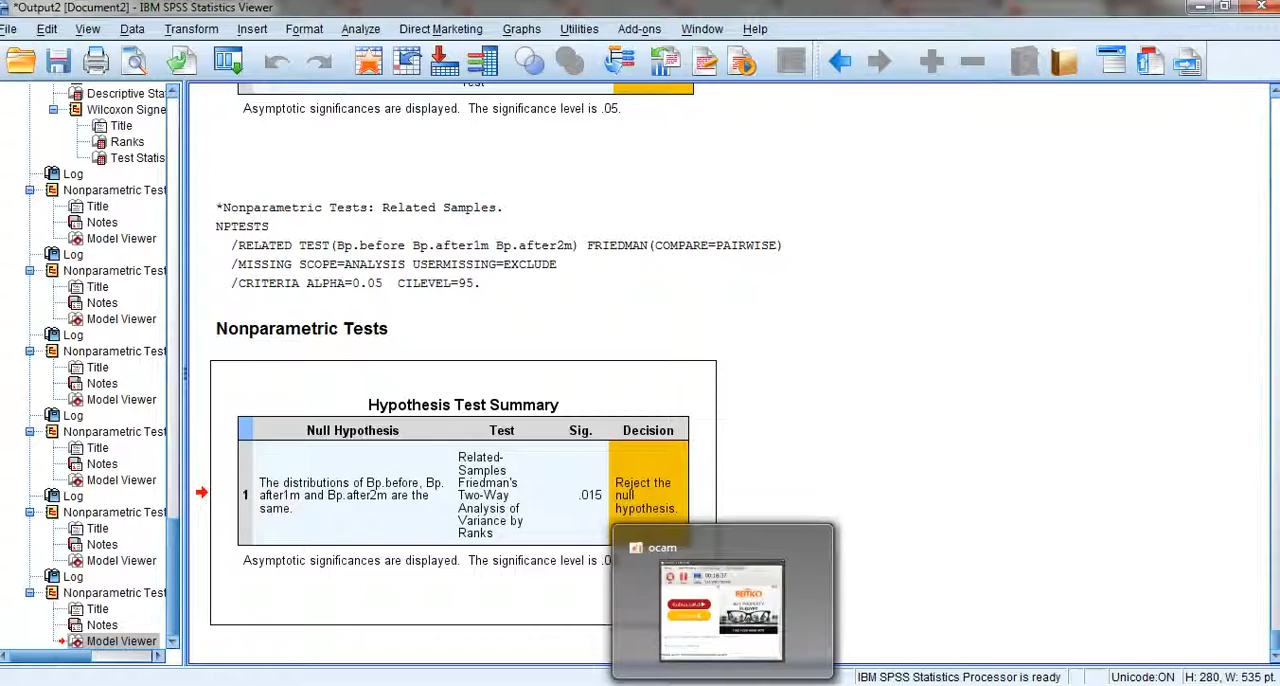 *Output2 [Document2] - IBM SPSS Statistics Viewer
File Edit View Data Transform Insert Format Analyze Direct Marketing Graphs Utilities Add-ons Window Help
Descriptive Sta
Wilcoxon Signe
Title
Ranks
Test Statis
Log
Nonparametric Test
Title
Notes
Model Viewer
Log
Nonparametric Test
Title
Notes
Model Viewer
Log
Nonparametric Test
Title
Notes
Model Viewer
Log
Nonparametric Test
Title
Notes
Model Viewer
Log
Nonparametric Test
Title
Notes
Model Viewer
Log
Nonparametric Test
Title
Notes
Model Viewer
Test
Asymptotic significances are displayed. The significance level is .05.
*Nonparametric Tests: Related Samples.
NPTESTS
/RELATED TEST(Bp.before Bp.after1m Bp.after2m) FRIEDMAN(COMPARE=PAIRWISE)
/MISSING SCOPE=ANALYSIS USERMISSING=EXCLUDE
/CRITERIA ALPHA=0.05 CILEVEL=95.
Nonparametric Tests
Hypothesis Test Summary
Null Hypothesis Test Sig. Decision
1
The distributions of Bp.before, Bp.
after1m and Bp.after2m are the
same.
Related-
Samples
Friedman's
Two-Way
Analysis of
Variance by
Ranks
.015
Reject the
null
hypothesis.
Asymptotic significances are displayed. The significance level is .0
ocam
IBM SPSS Statistics Processor is ready Unicode:ON H: 280, W: 535 pt.